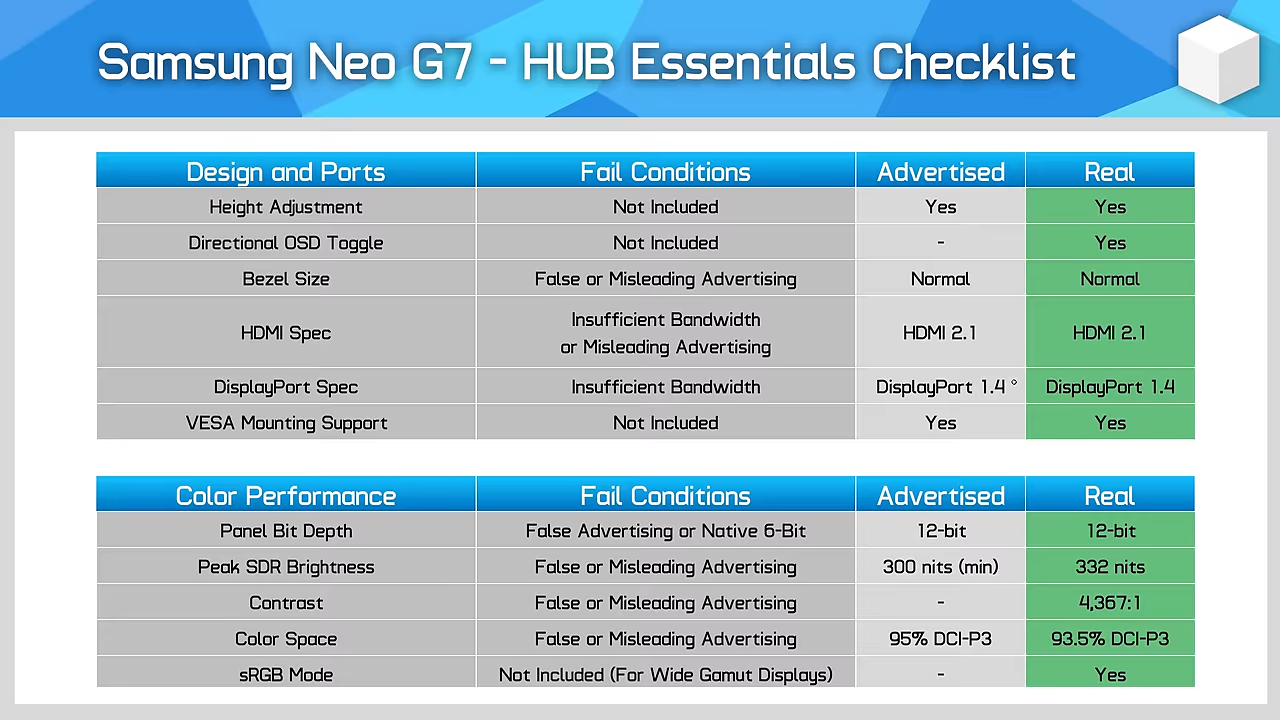 Samsung Neo G7 - HUB Essentials Checklist
Design and Ports Fail Conditions Advertised Real
Height Adjustment Not Included Yes Yes
Directional OSD Toggle Not Included - Yes
Bezel Size False or Misleading Advertising Normal Normal
HDMI Spec Insufficient Bandwidth or Misleading Advertising HDMI 2.1 HDMI 2.1
DisplayPort Spec Insufficient Bandwidth DisplayPort 1.4 ° DisplayPort 1.4
VESA Mounting Support Not Included Yes Yes
Color Performance Fail Conditions Advertised Real
Panel Bit Depth False Advertising or Native 6-Bit 12-bit 12-bit
Peak SDR Brightness False or Misleading Advertising 300 nits (min) 332 nits
Contrast False or Misleading Advertising - 4,367:1
Color Space False or Misleading Advertising 95% DCI-P3 93.5% DCI-P3
sRGB Mode Not Included (For Wide Gamut Displays) - Yes